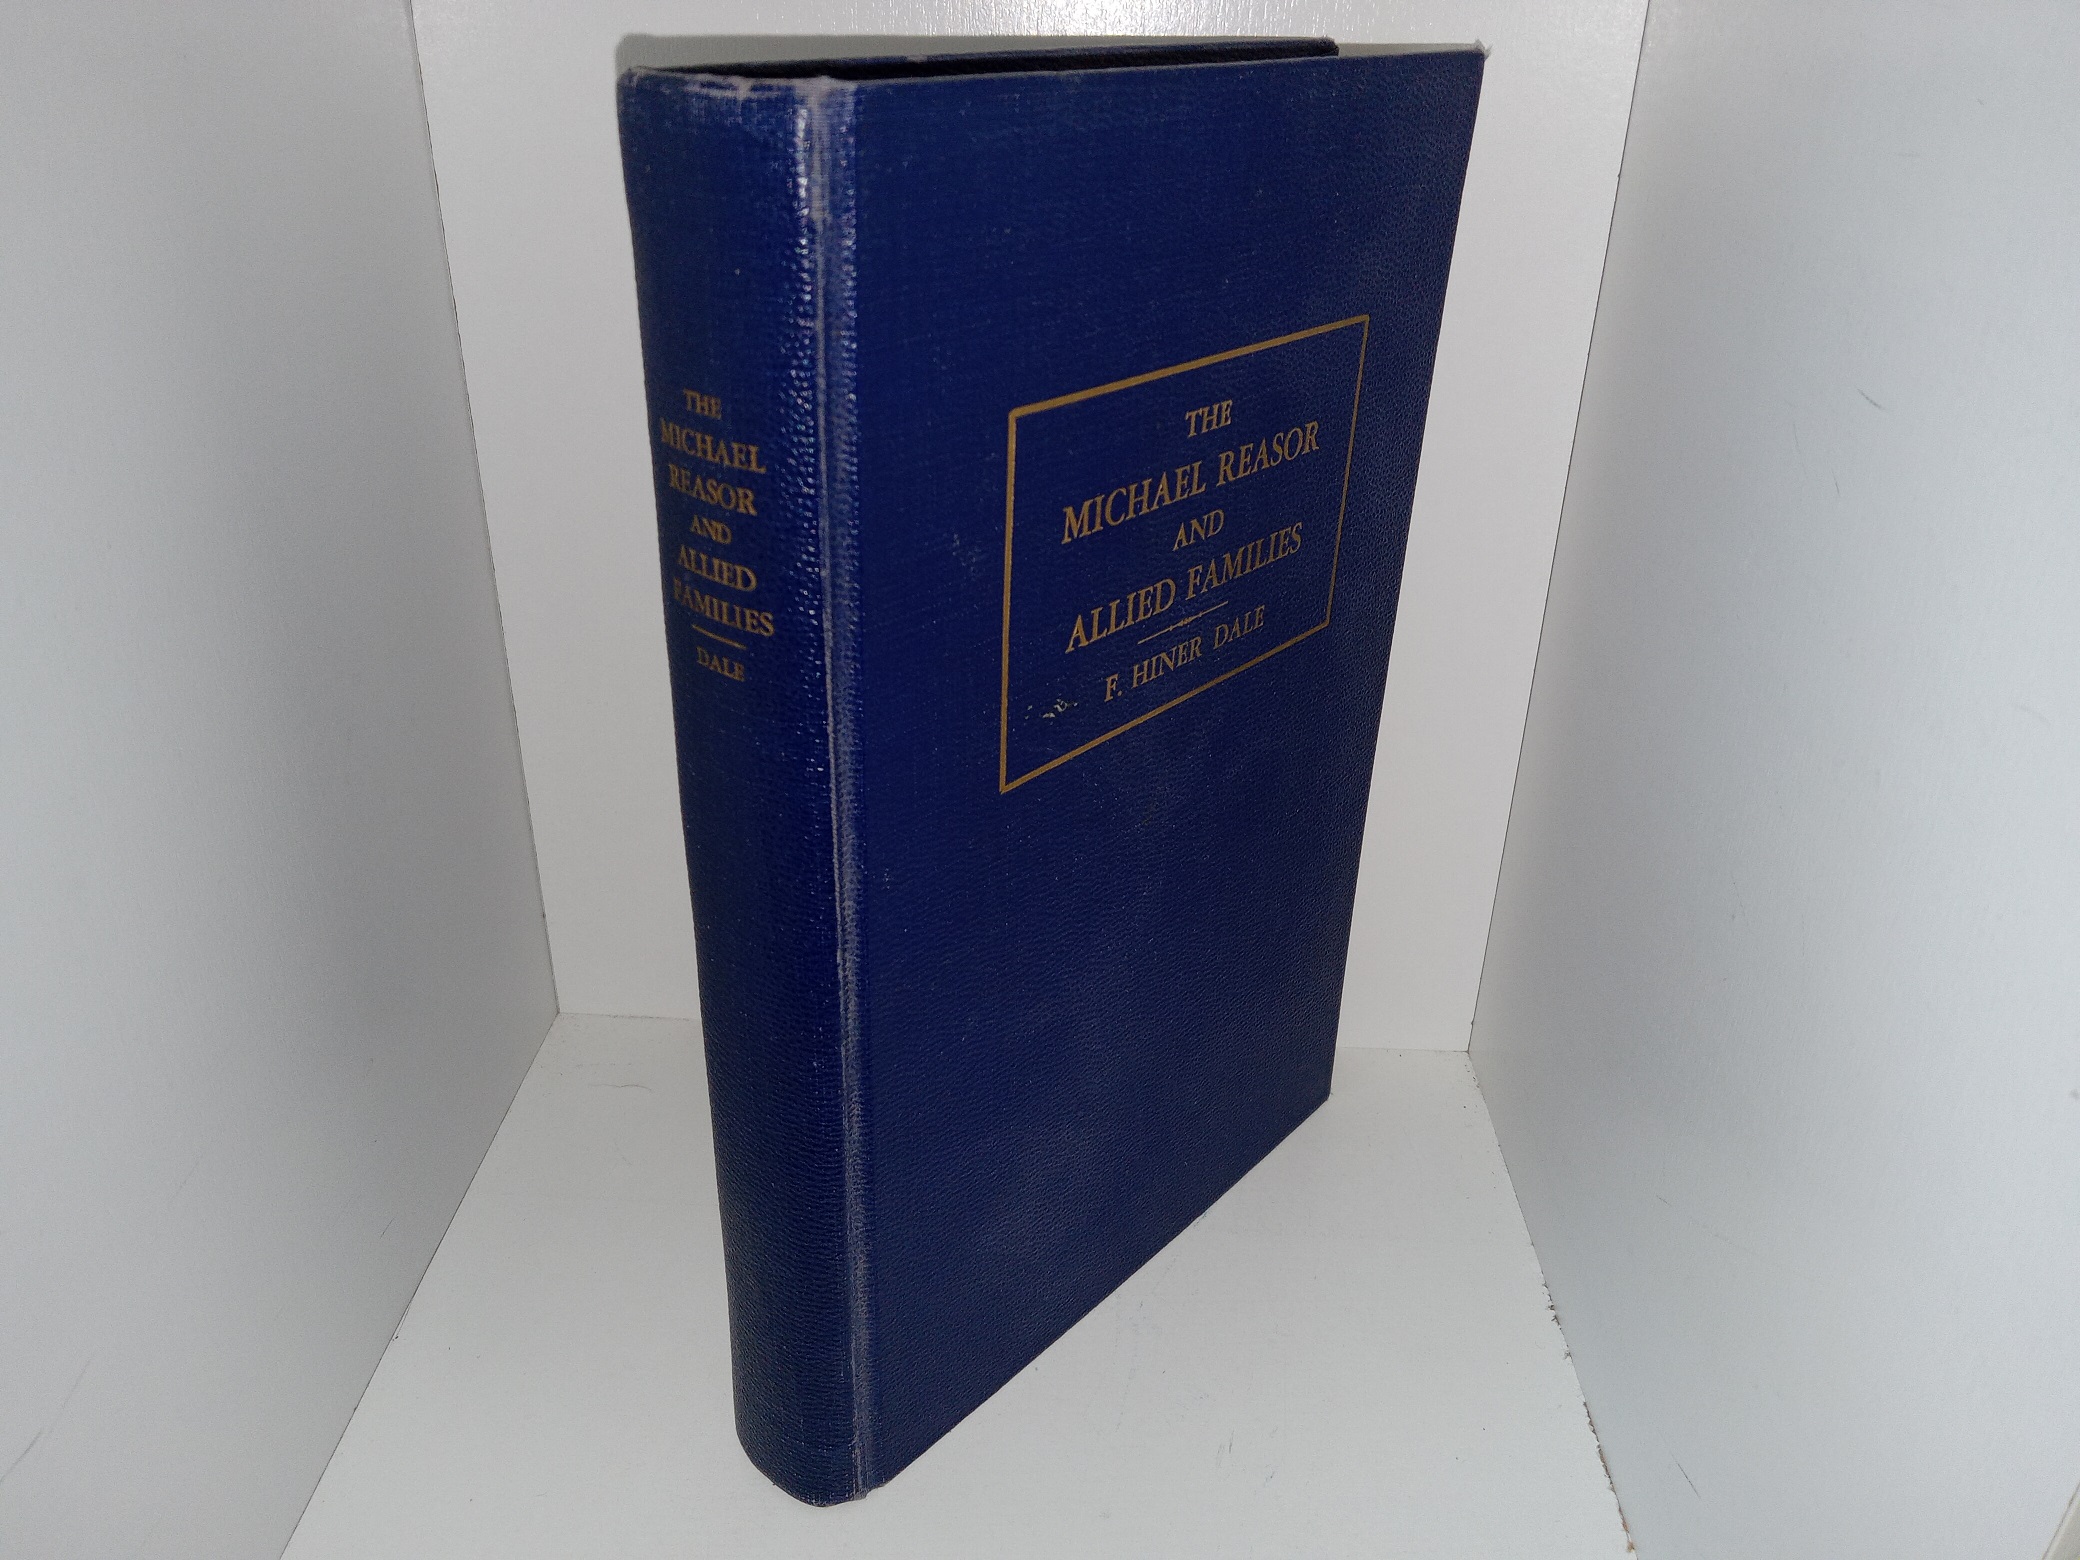 THE
MICHAEL
REASOR
AND
ALLIED
FAMILIES
DALE
THE
MICHAEL REASOR
AND
ALLIED FAMILIES
F. HINER DALE